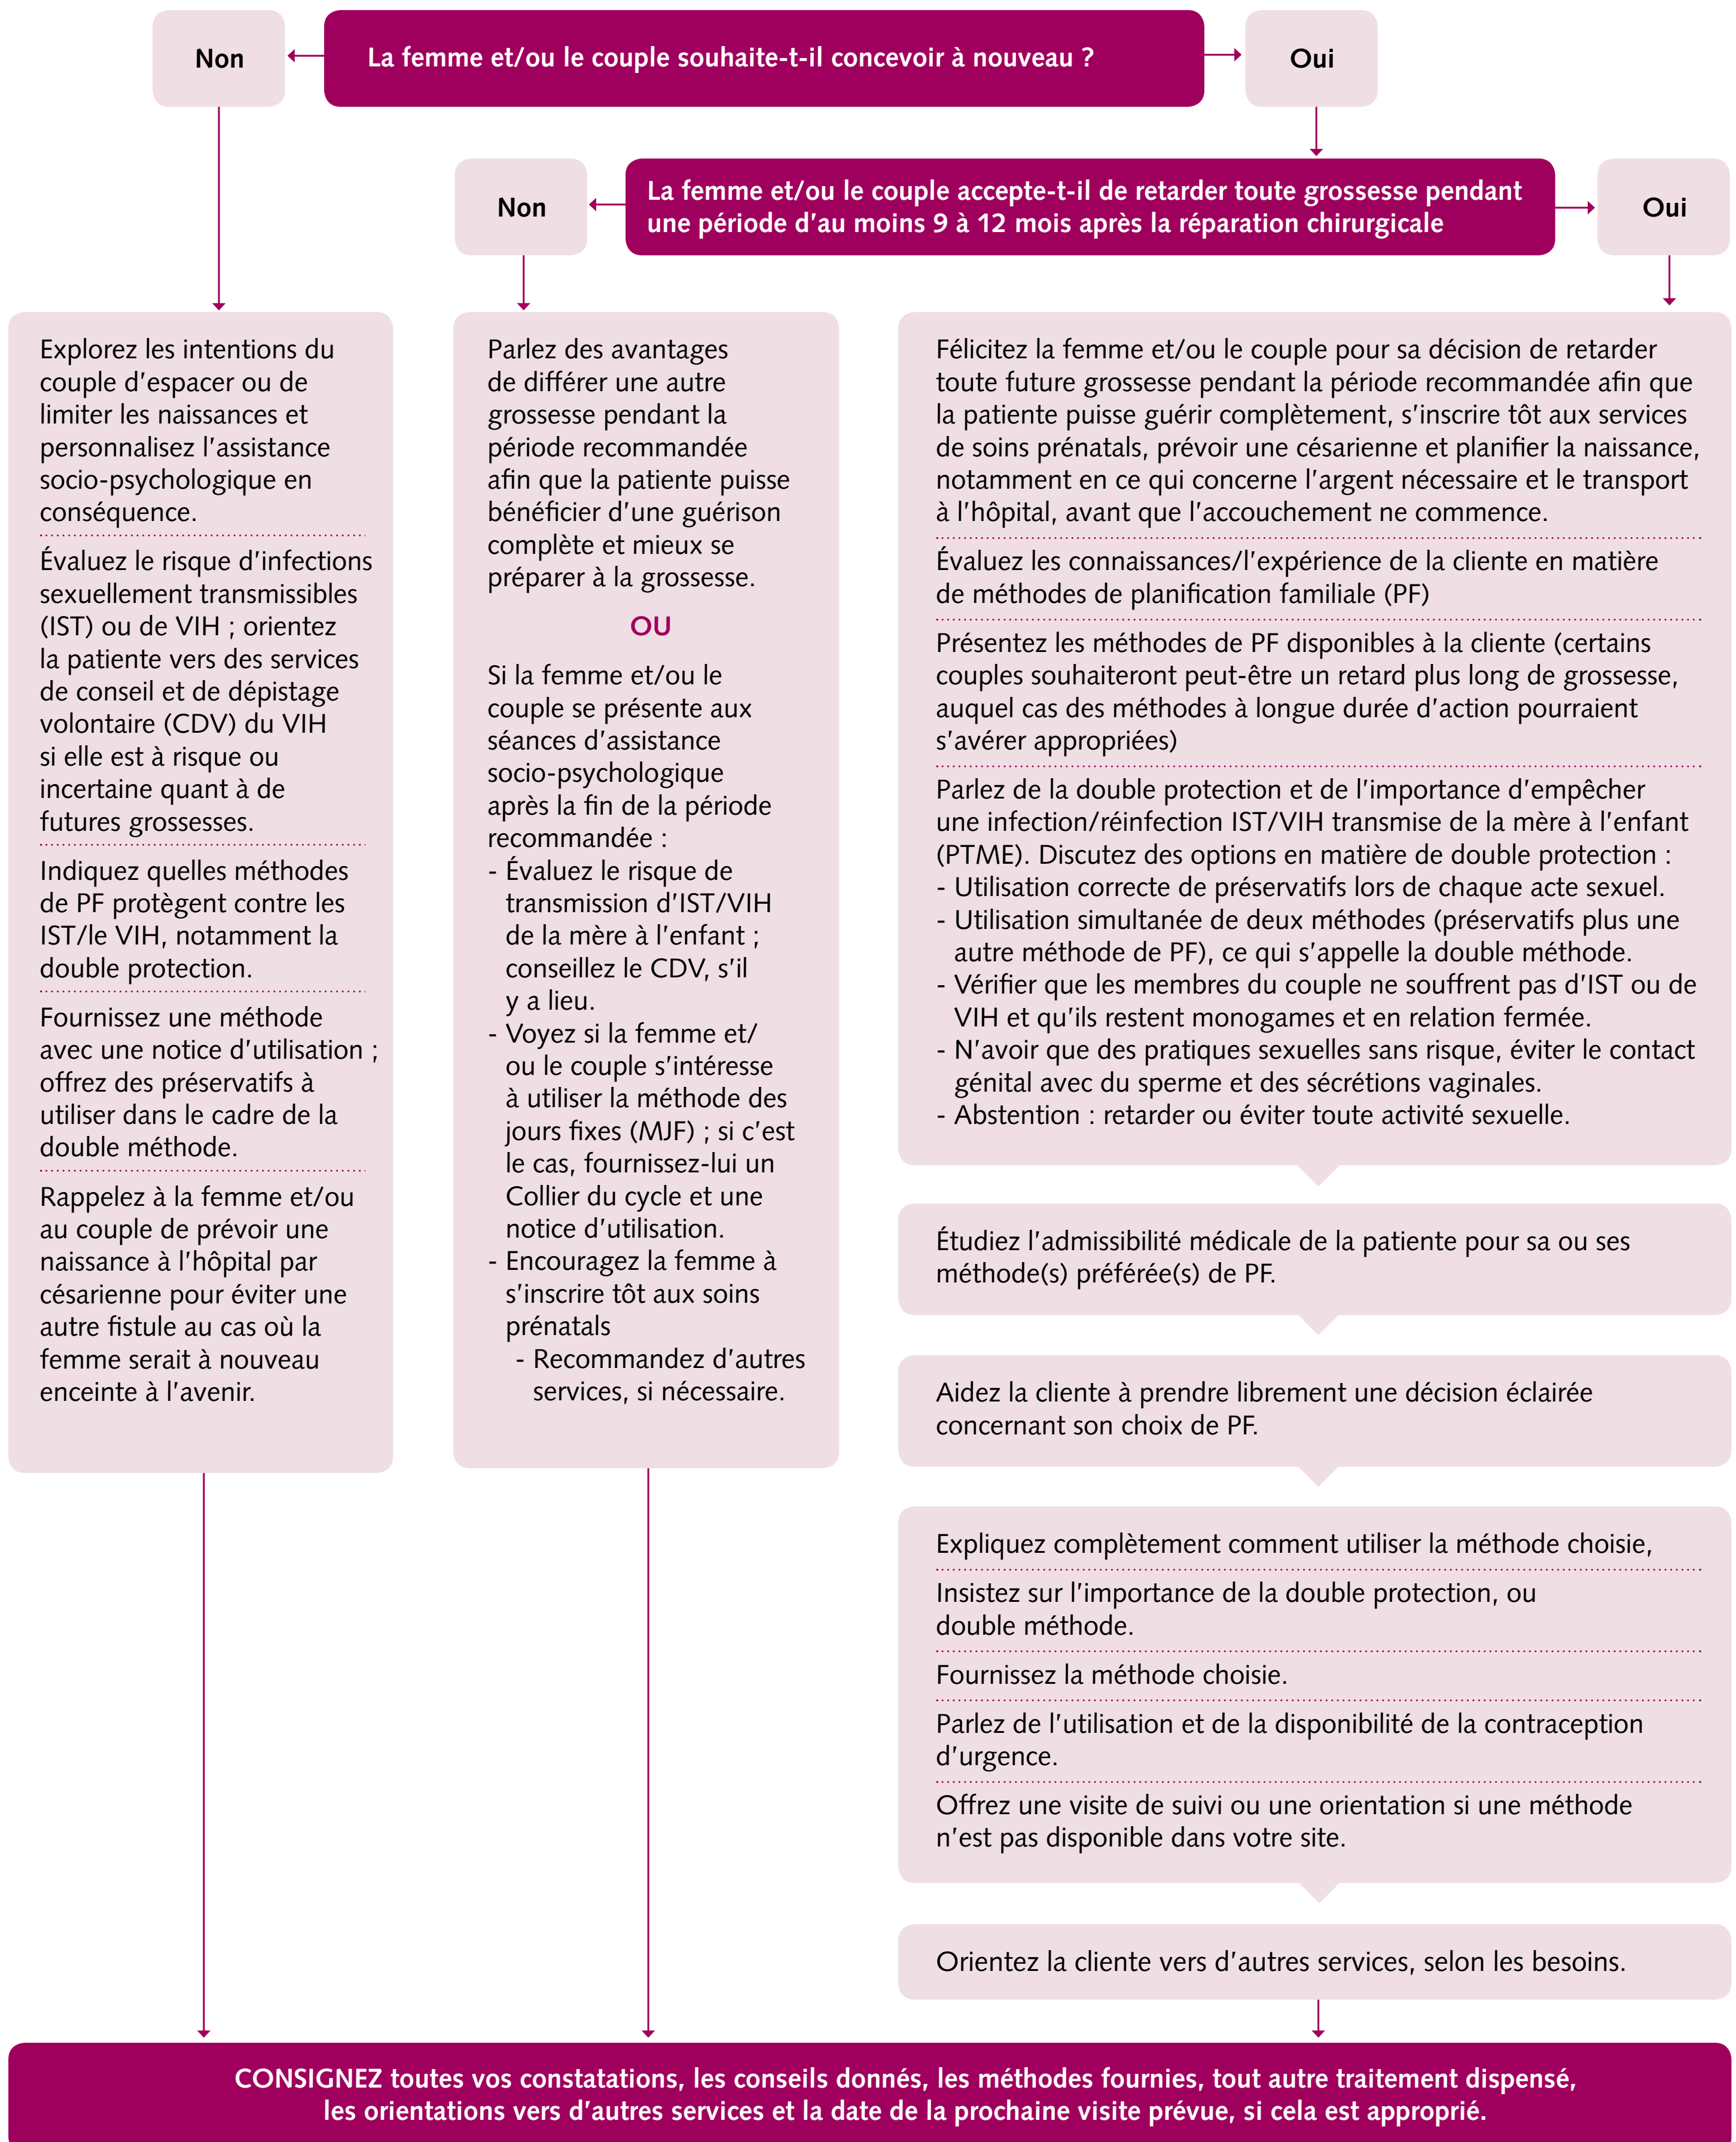 Non
La femme et/ou le couple souhaite-t-il concevoir à nouveau ?
Oui
Non
La femme et/ou le couple accepte-t-il de retarder toute grossesse pendant
une période d’au moins 9 à 12 mois après la réparation chirurgicale
Oui
Explorez les intentions du
couple d’espacer ou de
limiter les naissances et
personnalisez l’assistance
socio-psychologique en
conséquence.
Évaluez le risque d’infections
sexuellement transmissibles
(IST) ou de VIH ; orientez
la patiente vers des services
de conseil et de dépistage
volontaire (CDV) du VIH
si elle est à risque ou
incertaine quant à de
futures grossesses.
Indiquez quelles méthodes
de PF protègent contre les
IST/le VIH, notamment la
double protection.
Fournissez une méthode
avec une notice d’utilisation ;
offrez des préservatifs à
utiliser dans le cadre de la
double méthode.
Rappelez à la femme et/ou
au couple de prévoir une
naissance à l’hôpital par
césarienne pour éviter une
autre fistule au cas où la
femme serait à nouveau
enceinte à l’avenir.
Parlez des avantages
de différer une autre
grossesse pendant la
période recommandée
afin que la patiente puisse
bénéficier d’une guérison
complète et mieux se
préparer à la grossesse.
OU
Si la femme et/ou le
couple se présente aux
séances d’assistance
socio-psychologique
après la fin de la période
recommandée :
- Évaluez le risque de
transmission d’IST/VIH
de la mère à l’enfant ;
conseillez le CDV, s’il
y a lieu.
- Voyez si la femme et/
ou le couple s’intéresse
à utiliser la méthode des
jours fixes (MJF) ; si c’est
le cas, fournissez-lui un
Collier du cycle et une
notice d’utilisation.
- Encouragez la femme à
s’inscrire tôt aux soins
prénatals
- Recommandez d’autres
services, si nécessaire.
Félicitez la femme et/ou le couple pour sa décision de retarder
toute future grossesse pendant la période recommandée afin que
la patiente puisse guérir complètement, s’inscrire tôt aux services
de soins prénatals, prévoir une césarienne et planifier la naissance,
notamment en ce qui concerne l’argent nécessaire et le transport
à l’hôpital, avant que l’accouchement ne commence.
Évaluez les connaissances/l’expérience de la cliente en matière
de méthodes de planification familiale (PF)
Présentez les méthodes de PF disponibles à la cliente (certains
couples souhaiteront peut-être un retard plus long de grossesse,
auquel cas des méthodes à longue durée d’action pourraient
s’avérer appropriées)
Parlez de la double protection et de l’importance d’empêcher
une infection/réinfection IST/VIH transmise de la mère à l’enfant
(PTME). Discutez des options en matière de double protection :
- Utilisation correcte de préservatifs lors de chaque acte sexuel.
- Utilisation simultanée de deux méthodes (préservatifs plus une
autre méthode de PF), ce qui s’appelle la double méthode.
- Vérifier que les membres du couple ne souffrent pas d’IST ou de
VIH et qu’ils restent monogames et en relation fermée.
- N’avoir que des pratiques sexuelles sans risque, éviter le contact
génital avec du sperme et des sécrétions vaginales.
- Abstention : retarder ou éviter toute activité sexuelle.
Étudiez l’admissibilité médicale de la patiente pour sa ou ses
méthode(s) préférée(s) de PF.
Aidez la cliente à prendre librement une décision éclairée
concernant son choix de PF.
Expliquez complètement comment utiliser la méthode choisie,
Insistez sur l’importance de la double protection, ou
double méthode.
Fournissez la méthode choisie.
Parlez de l’utilisation et de la disponibilité de la contraception
d’urgence.
Offrez une visite de suivi ou une orientation si une méthode
n’est pas disponible dans votre site.
Orientez la cliente vers d’autres services, selon les besoins.
CONSIGNEZ toutes vos constatations, les conseils donnés, les méthodes fournies, tout autre traitement dispensé,
les orientations vers d’autres services et la date de la prochaine visite prévue, si cela est approprié.